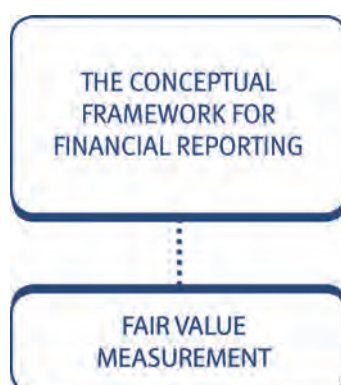 THE CONCEPTUAL
FRAMEWORK FOR
FINANCIAL REPORTING
FAIR VALUE
MEASUREMENT